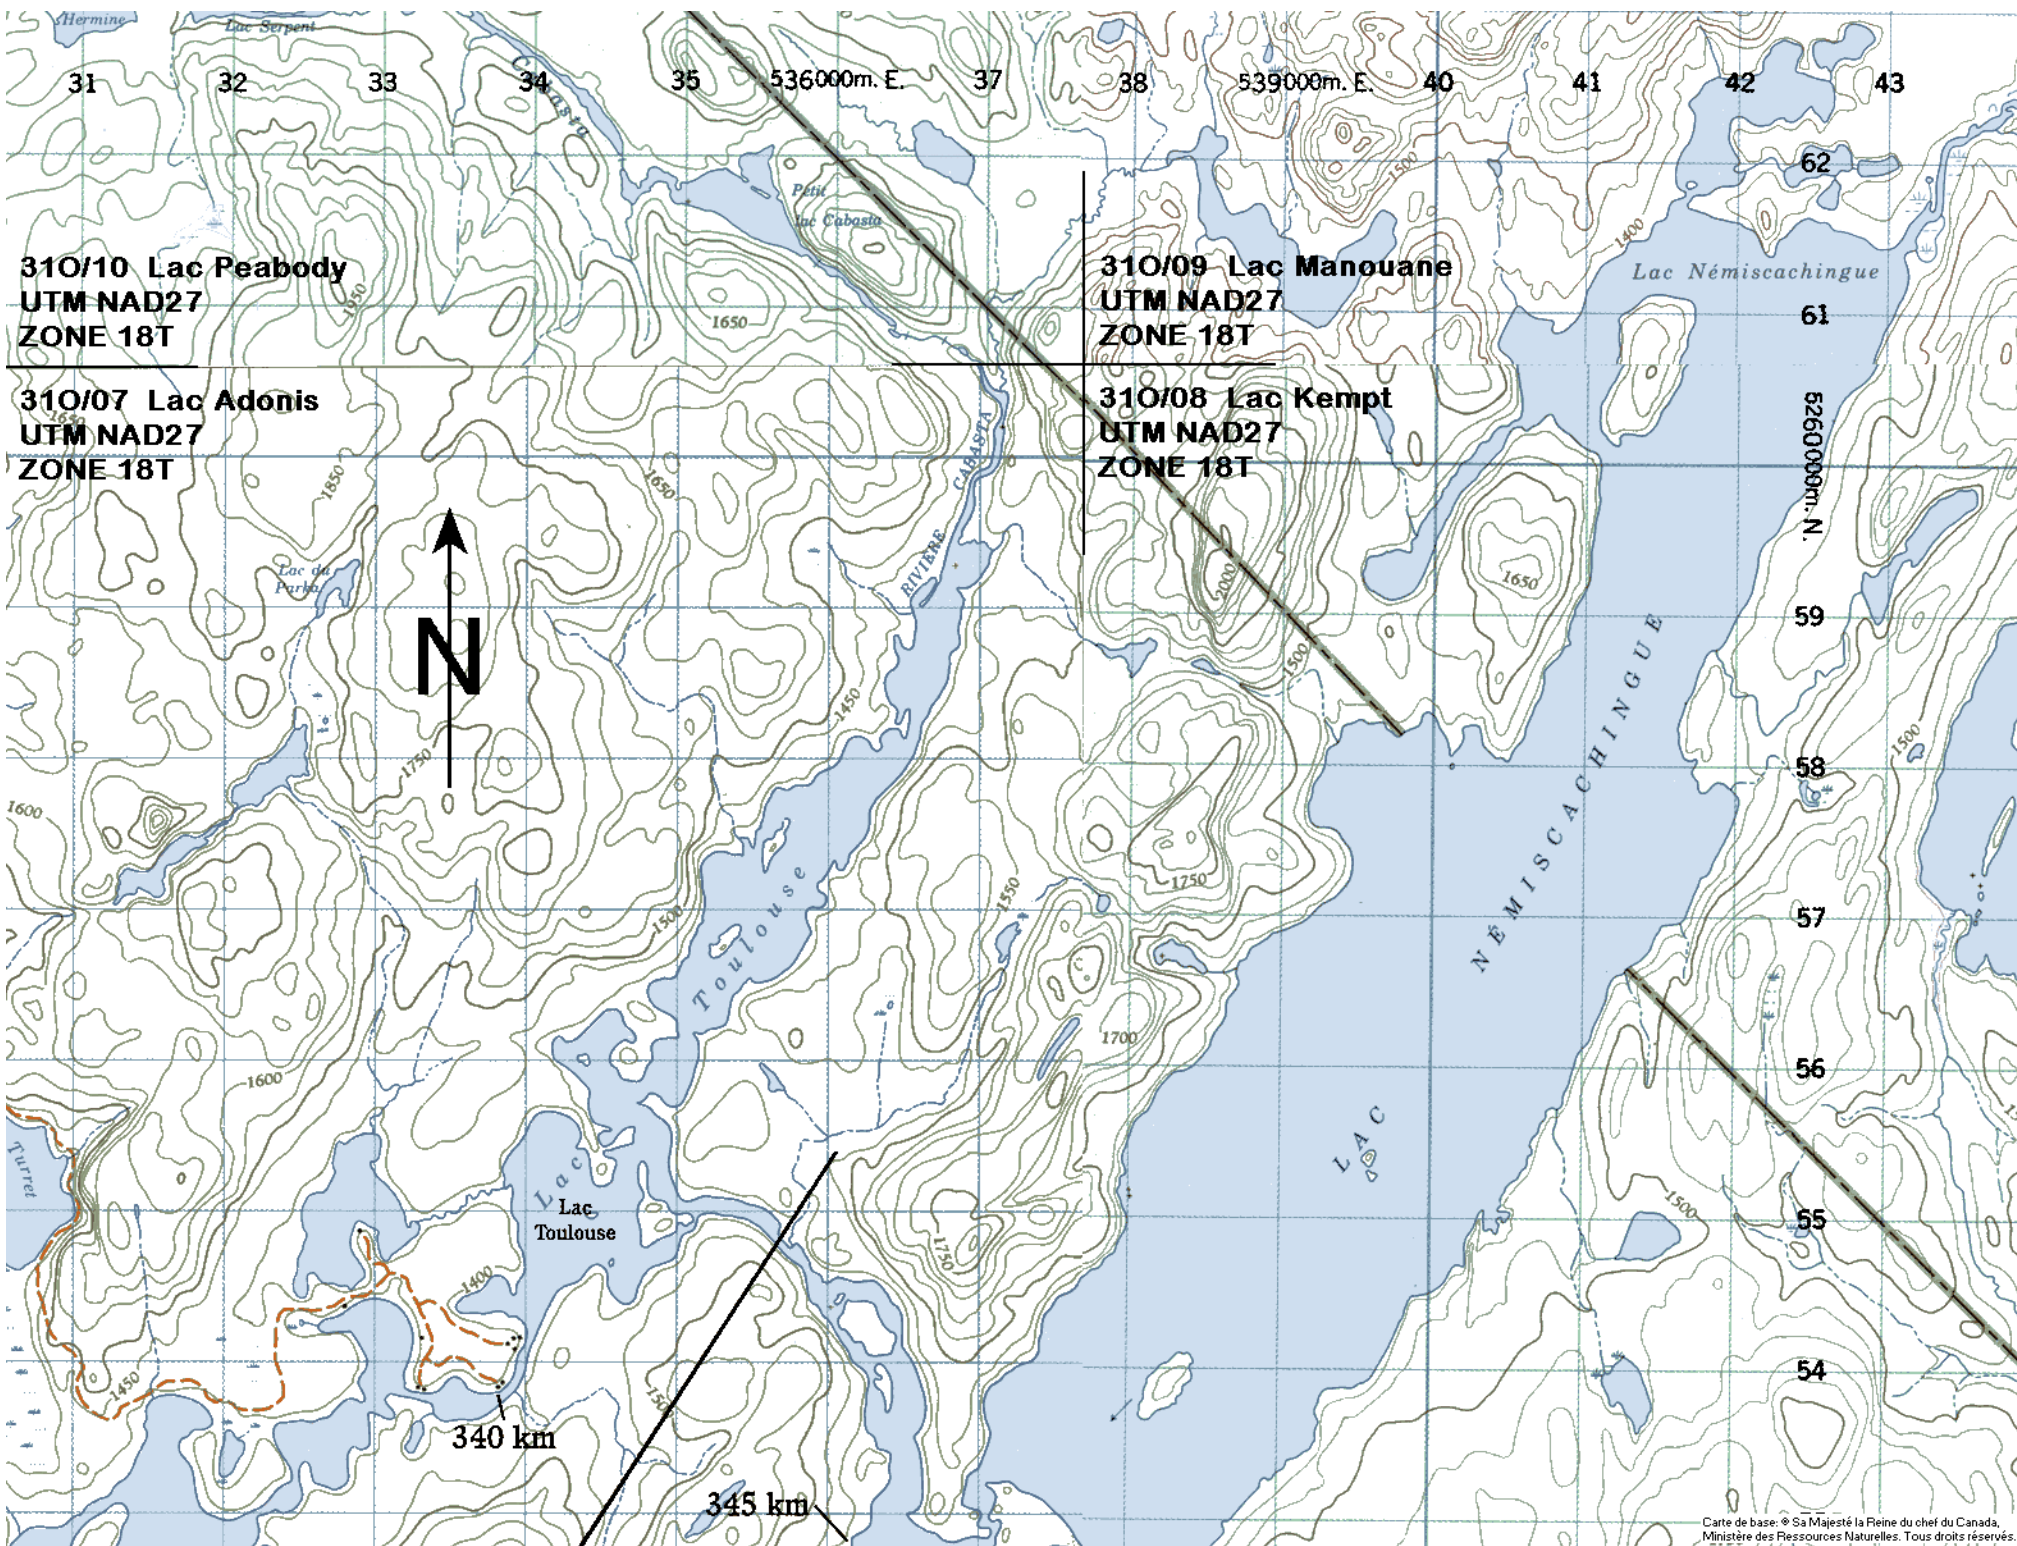 Hermine
Lac Serpent
Cabasta
31 32 33 34 35 536000m. E. 37 38 539000m. E. 40 41 42 43
62
1500
Petit
lac Cabasta
1400
31O/10 Lac Peabody
UTM NAD27
ZONE 18T
1950
31O/09 Lac Manouane
UTM NAD27
ZONE 18T
Lac Némiscachingue
61
1650
31O/07 Lac Adonis
UTM NAD27
ZONE 18T
1650
31O/08 Lac Kempt
UTM NAD27
ZONE 18T
5260000m. N.
1850
1650
RIVIÈRE CABASTA
Lac du
Parka
2000
1650
N
59
1500
1450
1750
1500
58
LAC NÉMISCACHINGUE
1600
1750
1550
1500
57
Lac Toulouse
1700
56
1600
Turret
1500
55
Lac
Toulouse
1750
1400
1450
54
340 km
345 km
Carte de base: © Sa Majesté la Reine du chef du Canada,
Ministère des Ressources Naturelles. Tous droits réservés.